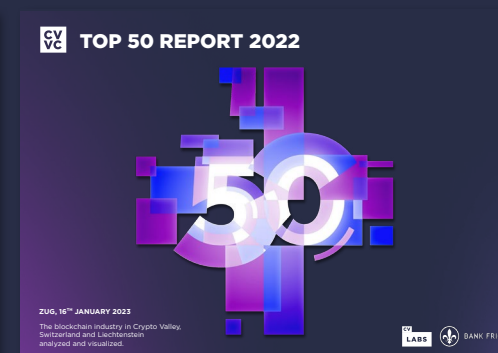 CV
VC
TOP 50 REPORT 2022
50
ZUG, 16TH JANUARY 2023
The blockchain industry in Crypto Valley,
Switzerland and Liechtenstein
analyzed and visualized.
CV
LABS
BANK